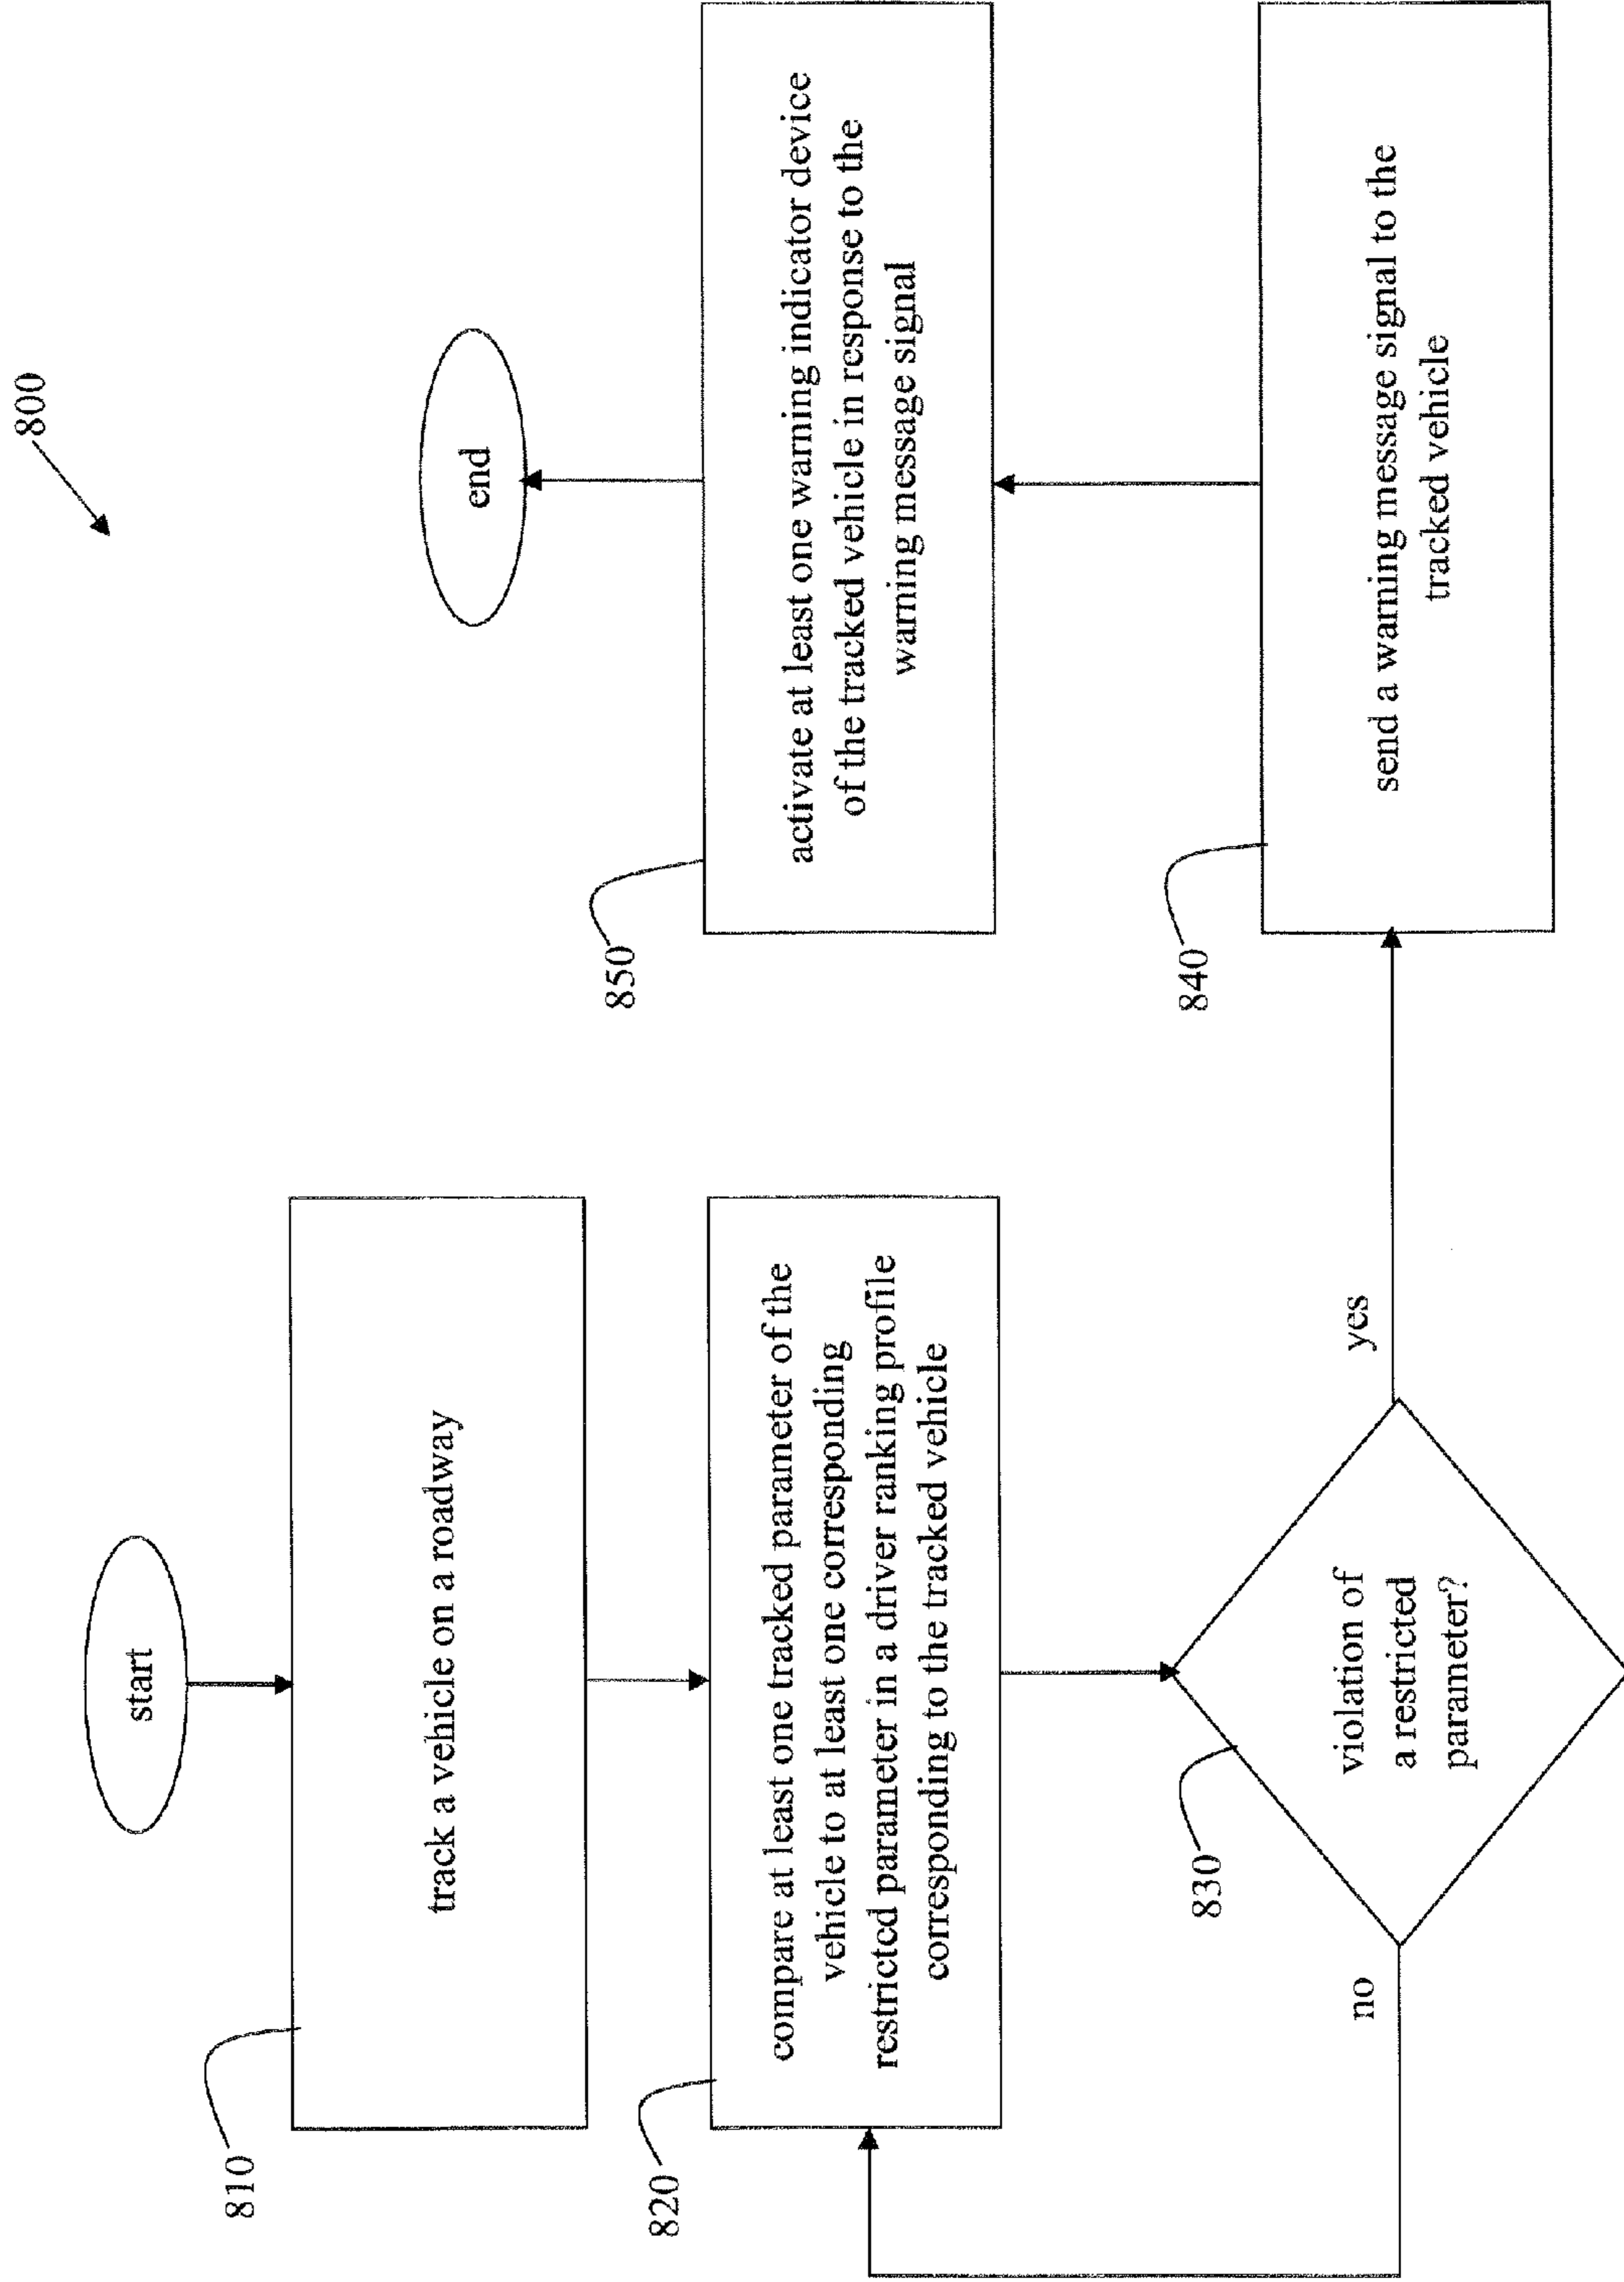 800
start
810
track a vehicle on a roadway
820
compare at least one tracked parameter of the
vehicle to at least one corresponding
restricted parameter in a driver ranking profile
corresponding to the tracked vehicle
830
violation of
a restricted
parameter?
no
yes
840
send a warning message signal to the
tracked vehicle
850
activate at least one warning indicator device
of the tracked vehicle in response to the
warning message signal
end